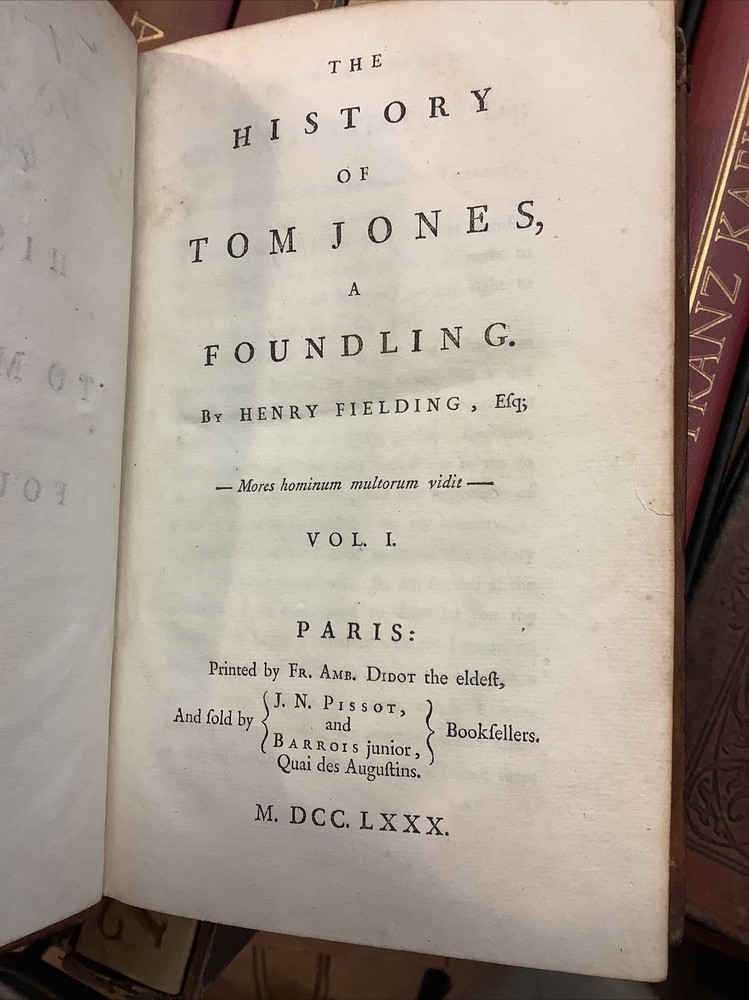 THE
HISTORY
OF
TOM JONES,
A
FOUNDLING.
By HENRY FIELDING, Eſq;
— Mores hominum multorum vidit —
VOL. I.
PARIS:
Printed by FR. AMB. DIDOT the eldeſt,
And ſold by { J. N. PISSOT,
and
BARROIS junior, } Bookſellers.
Quai des Auguſtins.
M. DCC. LXXX.
FRANZ KAF